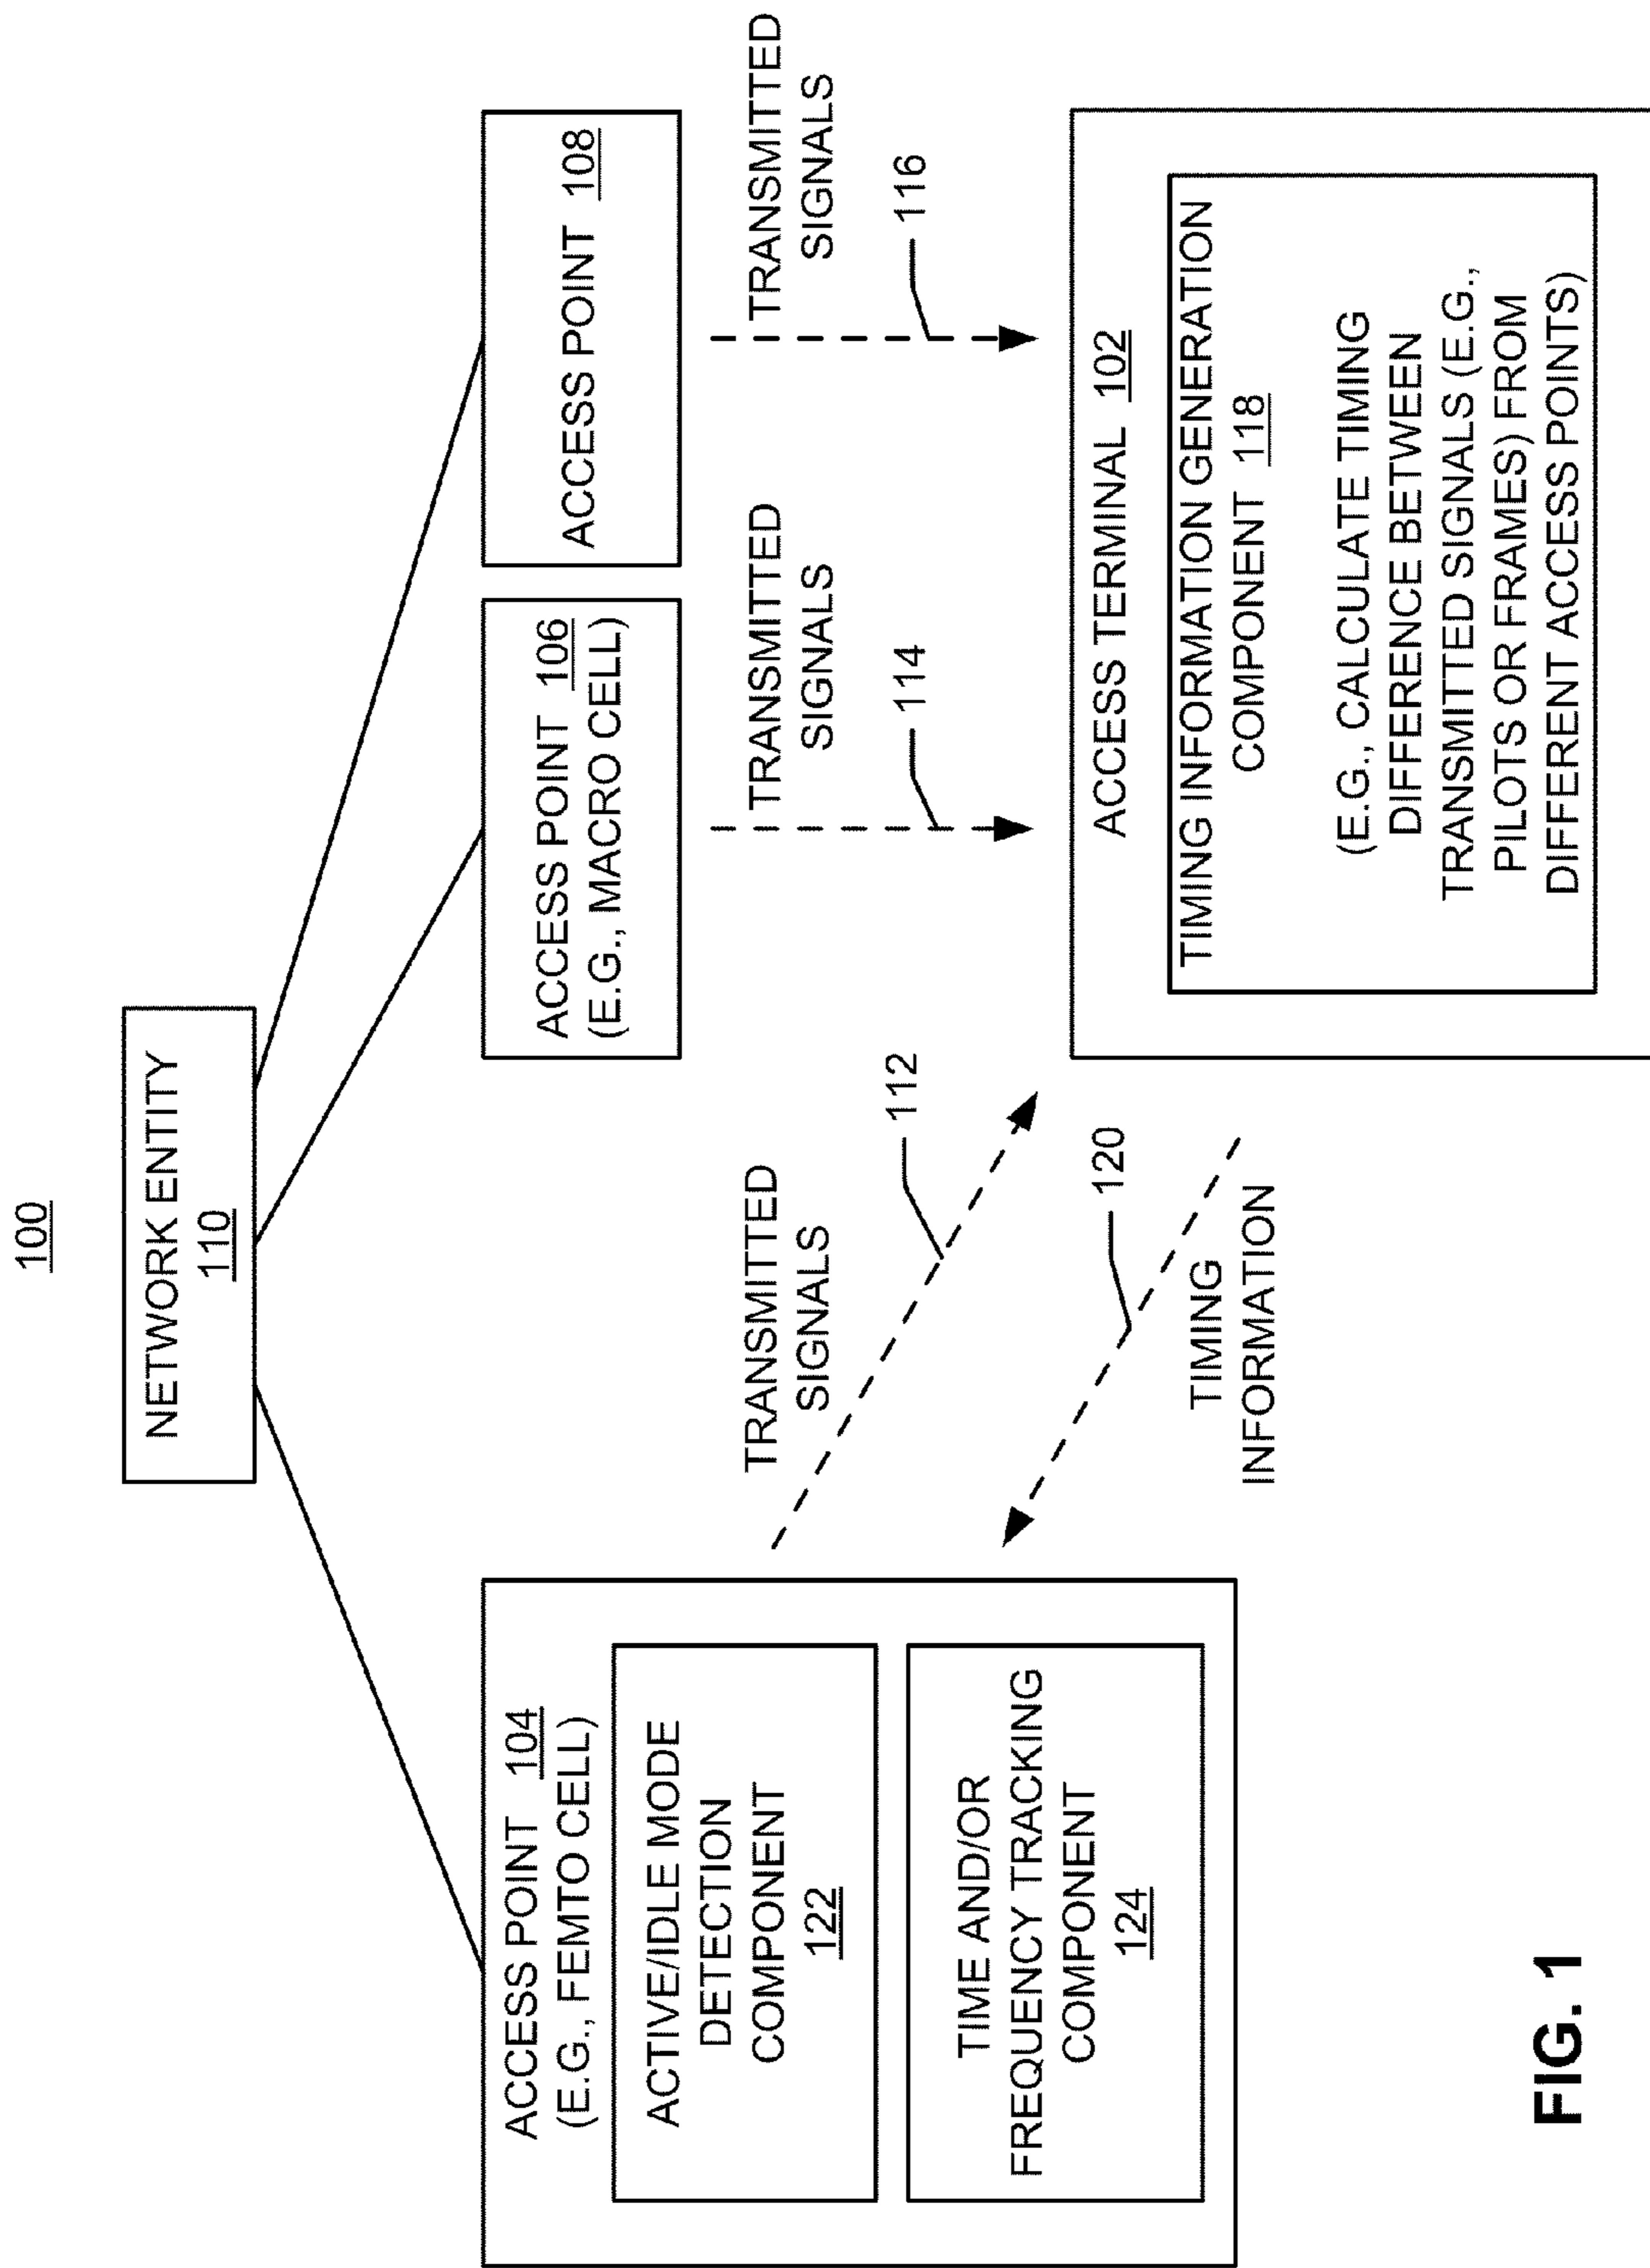 100
NETWORK ENTITY
110
ACCESS POINT 104
(E.G., FEMTO CELL)
ACTIVE/IDLE MODE
DETECTION
COMPONENT
122
TIME AND/OR
FREQUENCY TRACKING
COMPONENT
124
ACCESS POINT 106
(E.G., MACRO CELL)
ACCESS POINT 108
TRANSMITTED
SIGNALS
112
TRANSMITTED
SIGNALS
114
TRANSMITTED
SIGNALS
116
120
TIMING
INFORMATION
ACCESS TERMINAL 102
TIMING INFORMATION GENERATION
COMPONENT 118
(E.G., CALCULATE TIMING
DIFFERENCE BETWEEN
TRANSMITTED SIGNALS (E.G.,
PILOTS OR FRAMES) FROM
DIFFERENT ACCESS POINTS)
FIG. 1